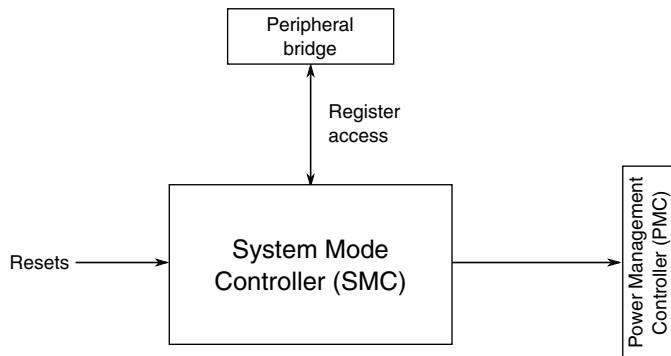 Peripheral
bridge
Register
access
System Mode
Controller (SMC)
Resets
Power Management
Controller (PMC)